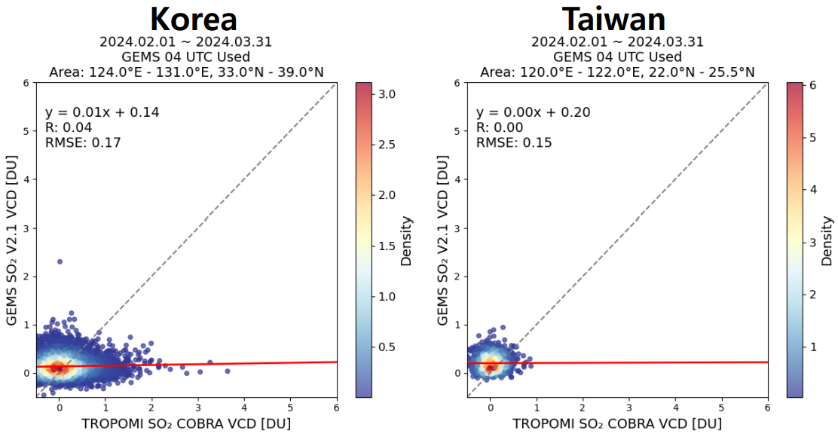 Korea
2024.02.01 ~ 2024.03.31
GEMS 04 UTC Used
Area: 124.0°E - 131.0°E, 33.0°N - 39.0°N
y = 0.01x + 0.14
R: 0.04
RMSE: 0.17
6
5
4
3
2
1
0
GEMS SO₂ V2.1 VCD [DU]
0 1 2 3 4 5 6
TROPOMI SO₂ COBRA VCD [DU]
3.0
2.5
2.0
1.5
1.0
0.5
Density
Taiwan
2024.02.01 ~ 2024.03.31
GEMS 04 UTC Used
Area: 120.0°E - 122.0°E, 22.0°N - 25.5°N
y = 0.00x + 0.20
R: 0.00
RMSE: 0.15
6
5
4
3
2
1
0
GEMS SO₂ V2.1 VCD [DU]
0 1 2 3 4 5 6
TROPOMI SO₂ COBRA VCD [DU]
6
5
4
3
2
1
Density